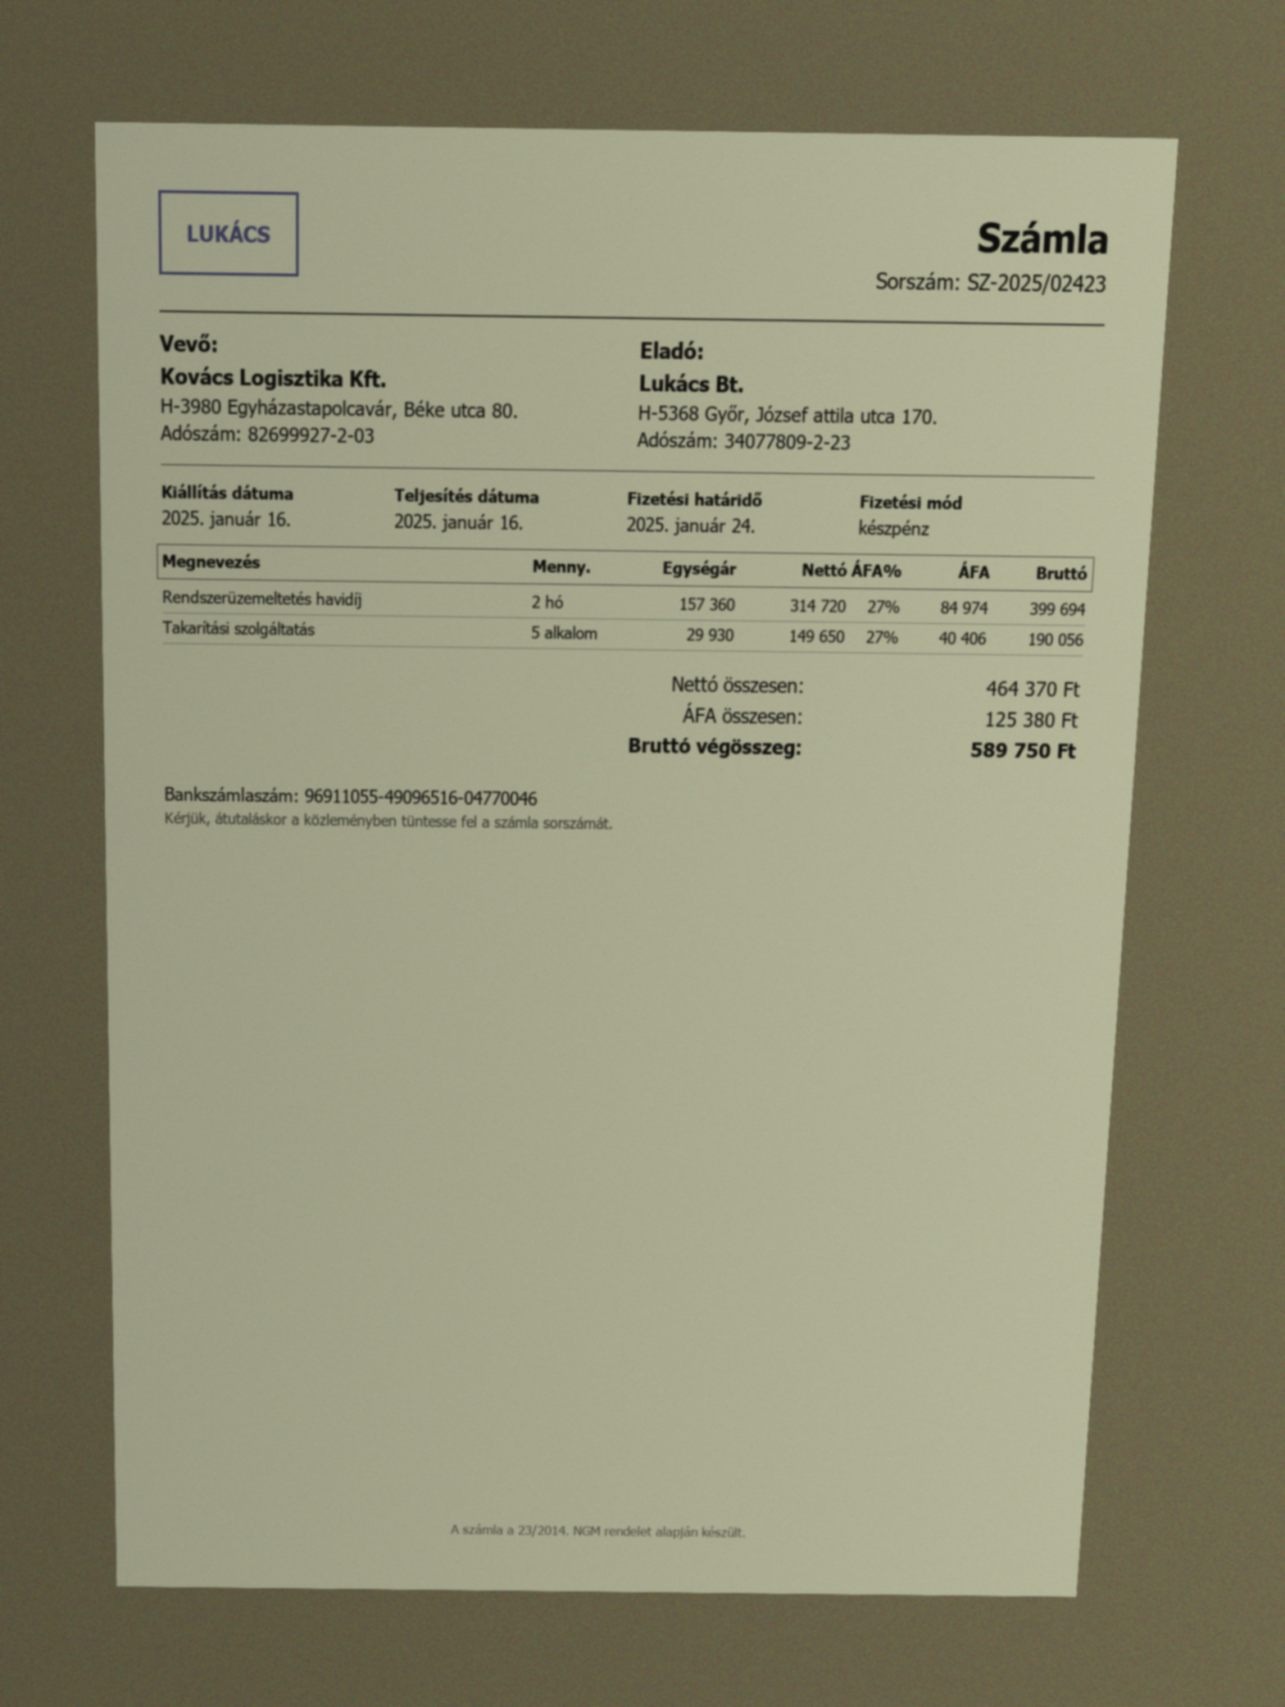 LUKÁCS
Számla
Sorszám: SZ-2025/02423
Vevő:
Kovács Logisztika Kft.
H-3980 Egyházastapolcavár, Béke utca 80.
Adószám: 82699927-2-03
Eladó:
Lukács Bt.
H-5368 Győr, József attila utca 170.
Adószám: 34077809-2-23
Kiállítás dátuma Teljesítés dátuma Fizetési határidő Fizetési mód
2025. január 16. 2025. január 16. 2025. január 24. készpénz
Megnevezés Menny. Egységár Nettó ÁFA% ÁFA Bruttó
Rendszerüzemeltetés havidíj 2 hó 157 360 314 720 27% 84 974 399 694
Takarítási szolgáltatás 5 alkalom 29 930 149 650 27% 40 406 190 056
Nettó összesen: 464 370 Ft
ÁFA összesen: 125 380 Ft
Bruttó végösszeg: 589 750 Ft
Bankszámlaszám: 96911055-49096516-04770046
Kérjük, átutaláskor a közleményben tüntesse fel a számla sorszámát.
A számla a 23/2014. NGM rendelet alapján készült.